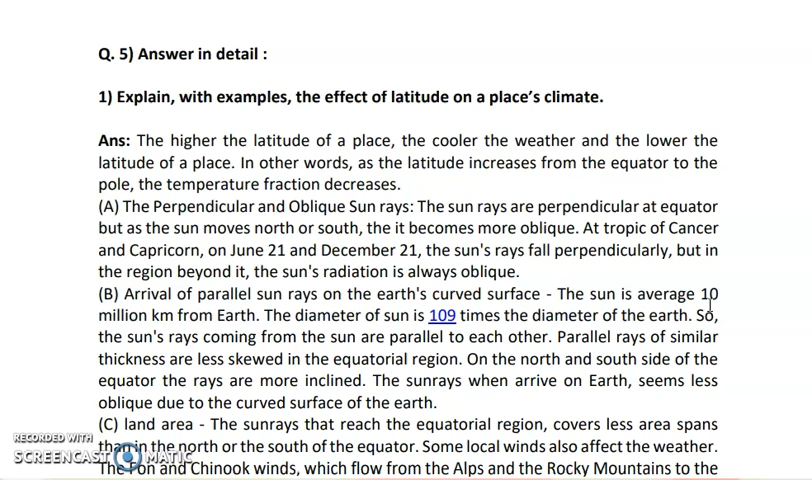 Q. 5) Answer in detail :
1) Explain, with examples, the effect of latitude on a place's climate.
Ans: The higher the latitude of a place, the cooler the weather and the lower the
latitude of a place. In other words, as the latitude increases from the equator to the
pole, the temperature fraction decreases.
(A) The Perpendicular and Oblique Sun rays: The sun rays are perpendicular at equator
but as the sun moves north or south, the it becomes more oblique. At tropic of Cancer
and Capricorn, on June 21 and December 21, the sun's rays fall perpendicularly, but in
the region beyond it, the sun's radiation is always oblique.
(B) Arrival of parallel sun rays on the earth's curved surface - The sun is average 10
million km from Earth. The diameter of sun is 109 times the diameter of the earth. So,
the sun's rays coming from the sun are parallel to each other. Parallel rays of similar
thickness are less skewed in the equatorial region. On the north and south side of the
equator the rays are more inclined. The sunrays when arrive on Earth, seems less
oblique due to the curved surface of the earth.
(C) land area - The sunrays that reach the equatorial region, covers less area spans
than in the north or the south of the equator. Some local winds also affect the weather.
The Fon and Chinook winds, which flow from the Alps and the Rocky Mountains to the
RECORDED WITH
SCREENCAST MATIC